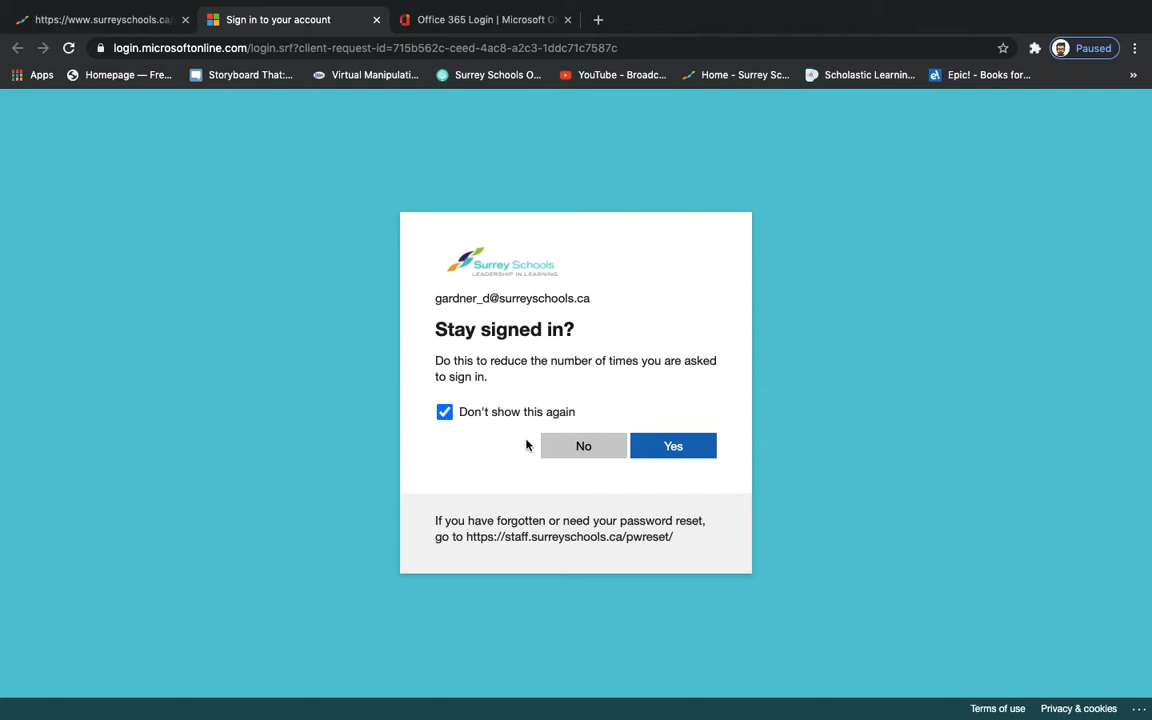 https://www.surreyschools.ca/
Sign in to your account
Office 365 Login | Microsoft O
login.microsoftonline.com/login.srf?client-request-id=715b562c-ceed-4ac8-a2c3-1ddc71c7587c
Paused
Apps
Homepage — Fre...
Storyboard That:...
Virtual Manipulati...
Surrey Schools O...
YouTube - Broadc...
Home - Surrey Sc...
Scholastic Learnin...
Epic! - Books for...
Surrey Schools
LEADERSHIP IN LEARNING
gardner_d@surreyschools.ca
Stay signed in?
Do this to reduce the number of times you are asked
to sign in.
Don't show this again
No
Yes
If you have forgotten or need your password reset,
go to https://staff.surreyschools.ca/pwreset/
Terms of use
Privacy & cookies